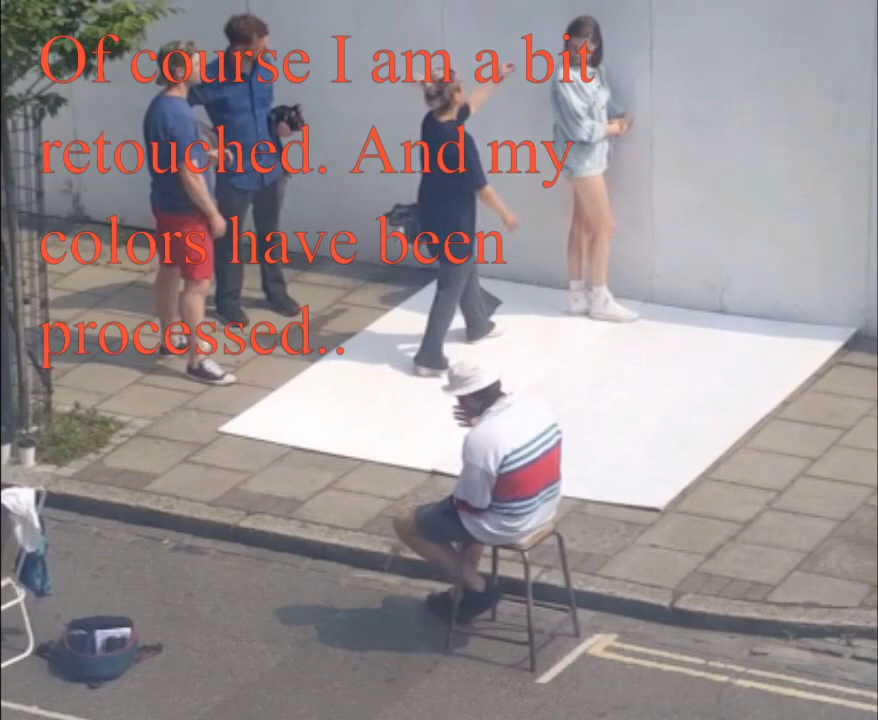 Of course I am a bit
retouched. And my
colors have been
processed..